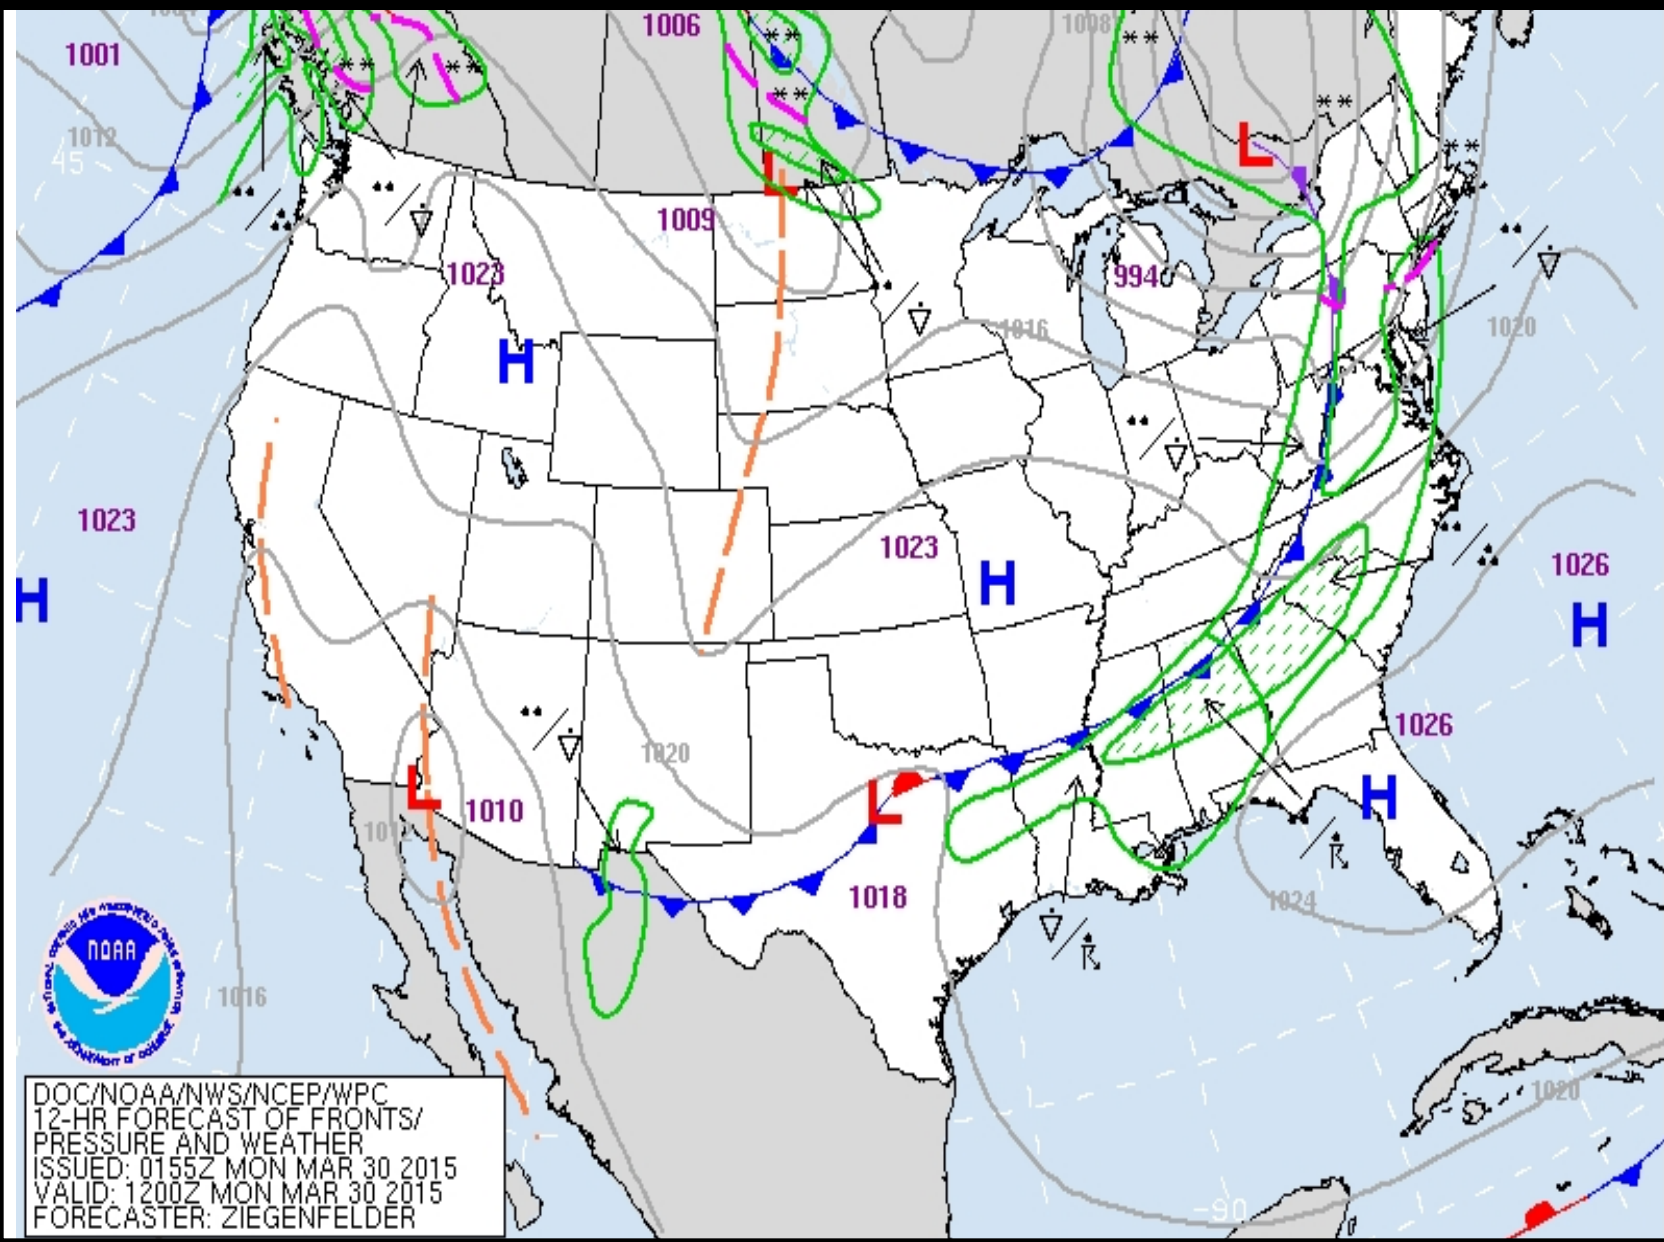 1006
1008
1001
1012
45
1009
1023
994
1016
1020
H
1023
1023
H
1026
H
H
1026
1020
L
L
L
L
1010
1012
H
1018
1024
NOAA
1016
1020
-90
DOC/NOAA/NWS/NCEP/WPC
12-HR FORECAST OF FRONTS/
PRESSURE AND WEATHER
ISSUED: 0155Z MON MAR 30 2015
VALID: 1200Z MON MAR 30 2015
FORECASTER: ZIEGENFELDER